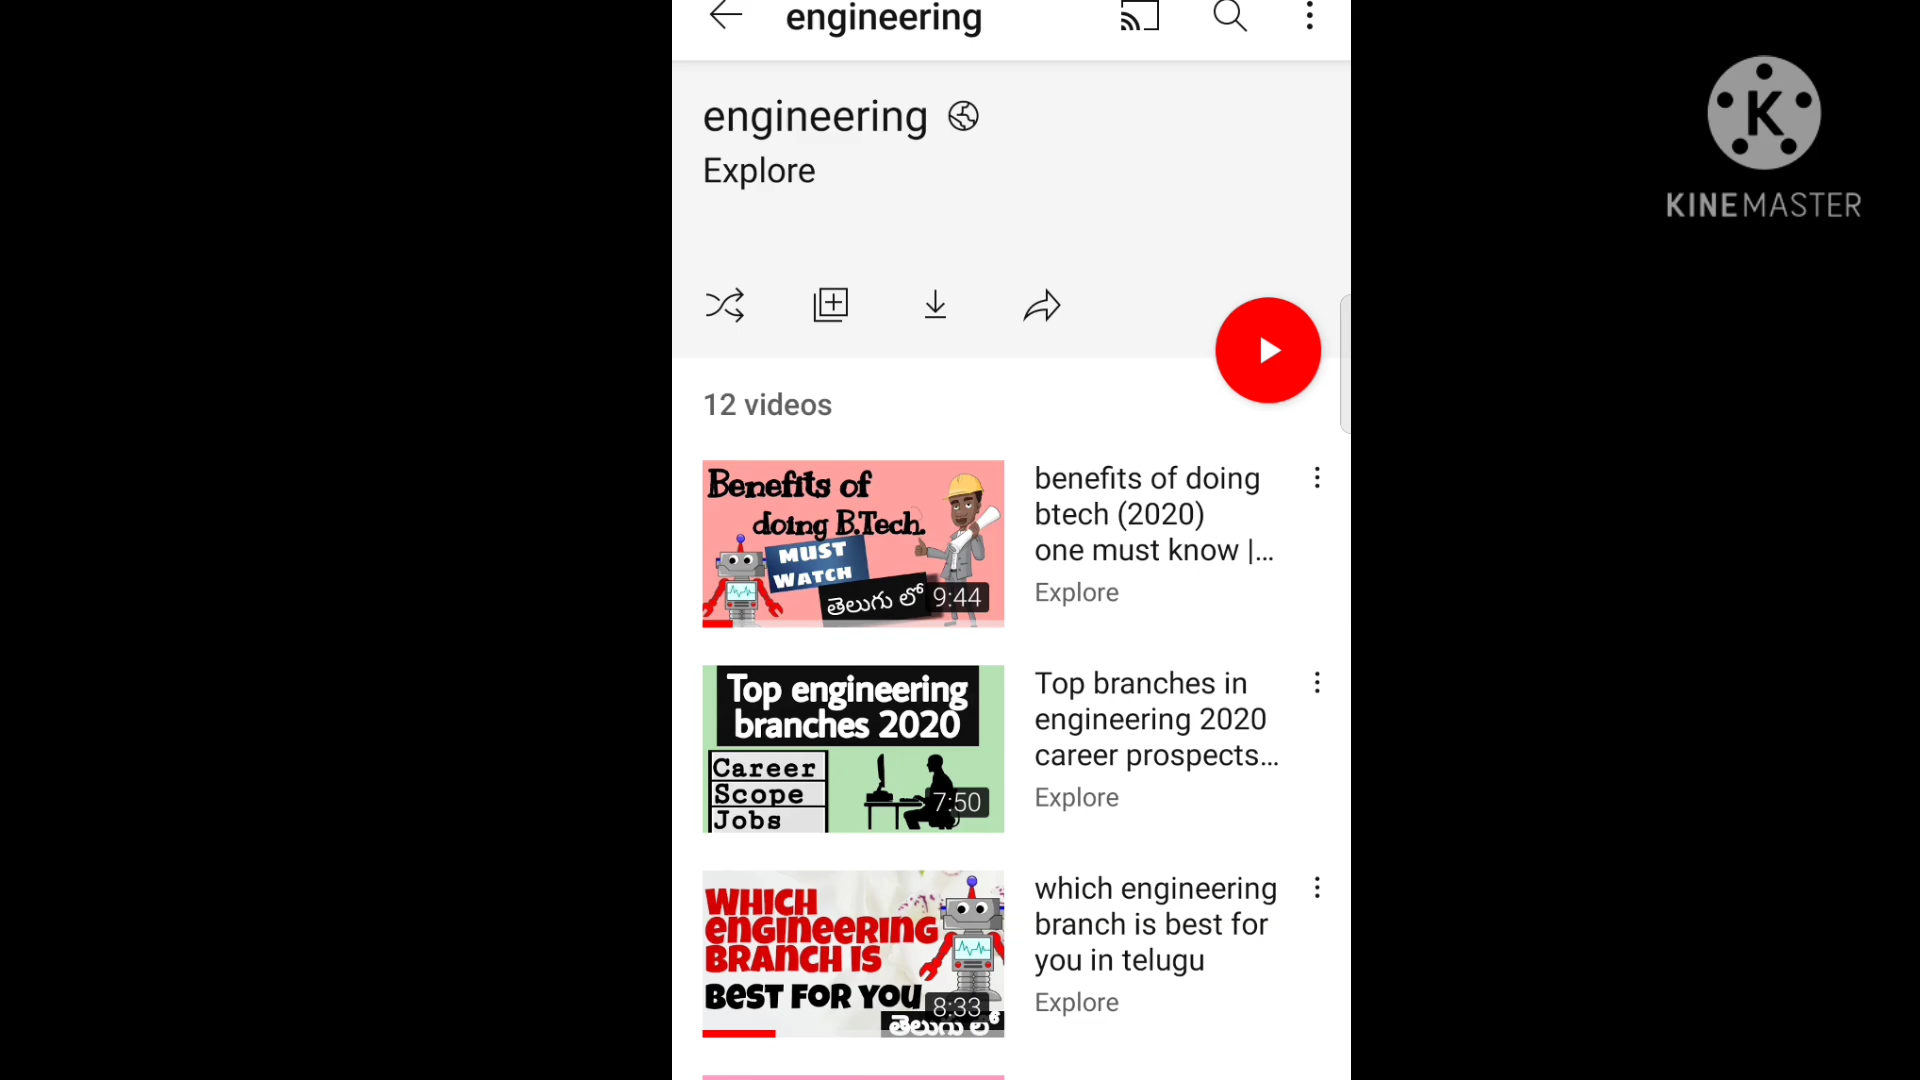 engineering
engineering
Explore
12 videos
Benefits of
doing B.Tech.
MUST
WATCH
తెలుగు లో
9:44
benefits of doing
btech (2020)
one must know |...
Explore
Top engineering
branches 2020
Career
Scope
Jobs
7:50
Top branches in
engineering 2020
career prospects...
Explore
WHICH
engineering
BRANCH IS
BEST FOR YOU
8:33
తెలుగు లో
which engineering
branch is best for
you in telugu
Explore
K
KINEMASTER